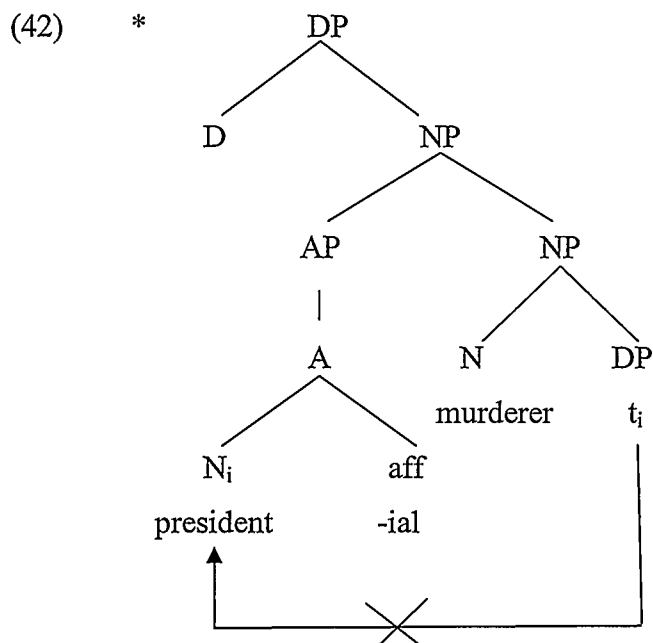 (42) * DP
D NP
AP NP
A N DP
murderer tᵢ
Nᵢ aff
president -ial